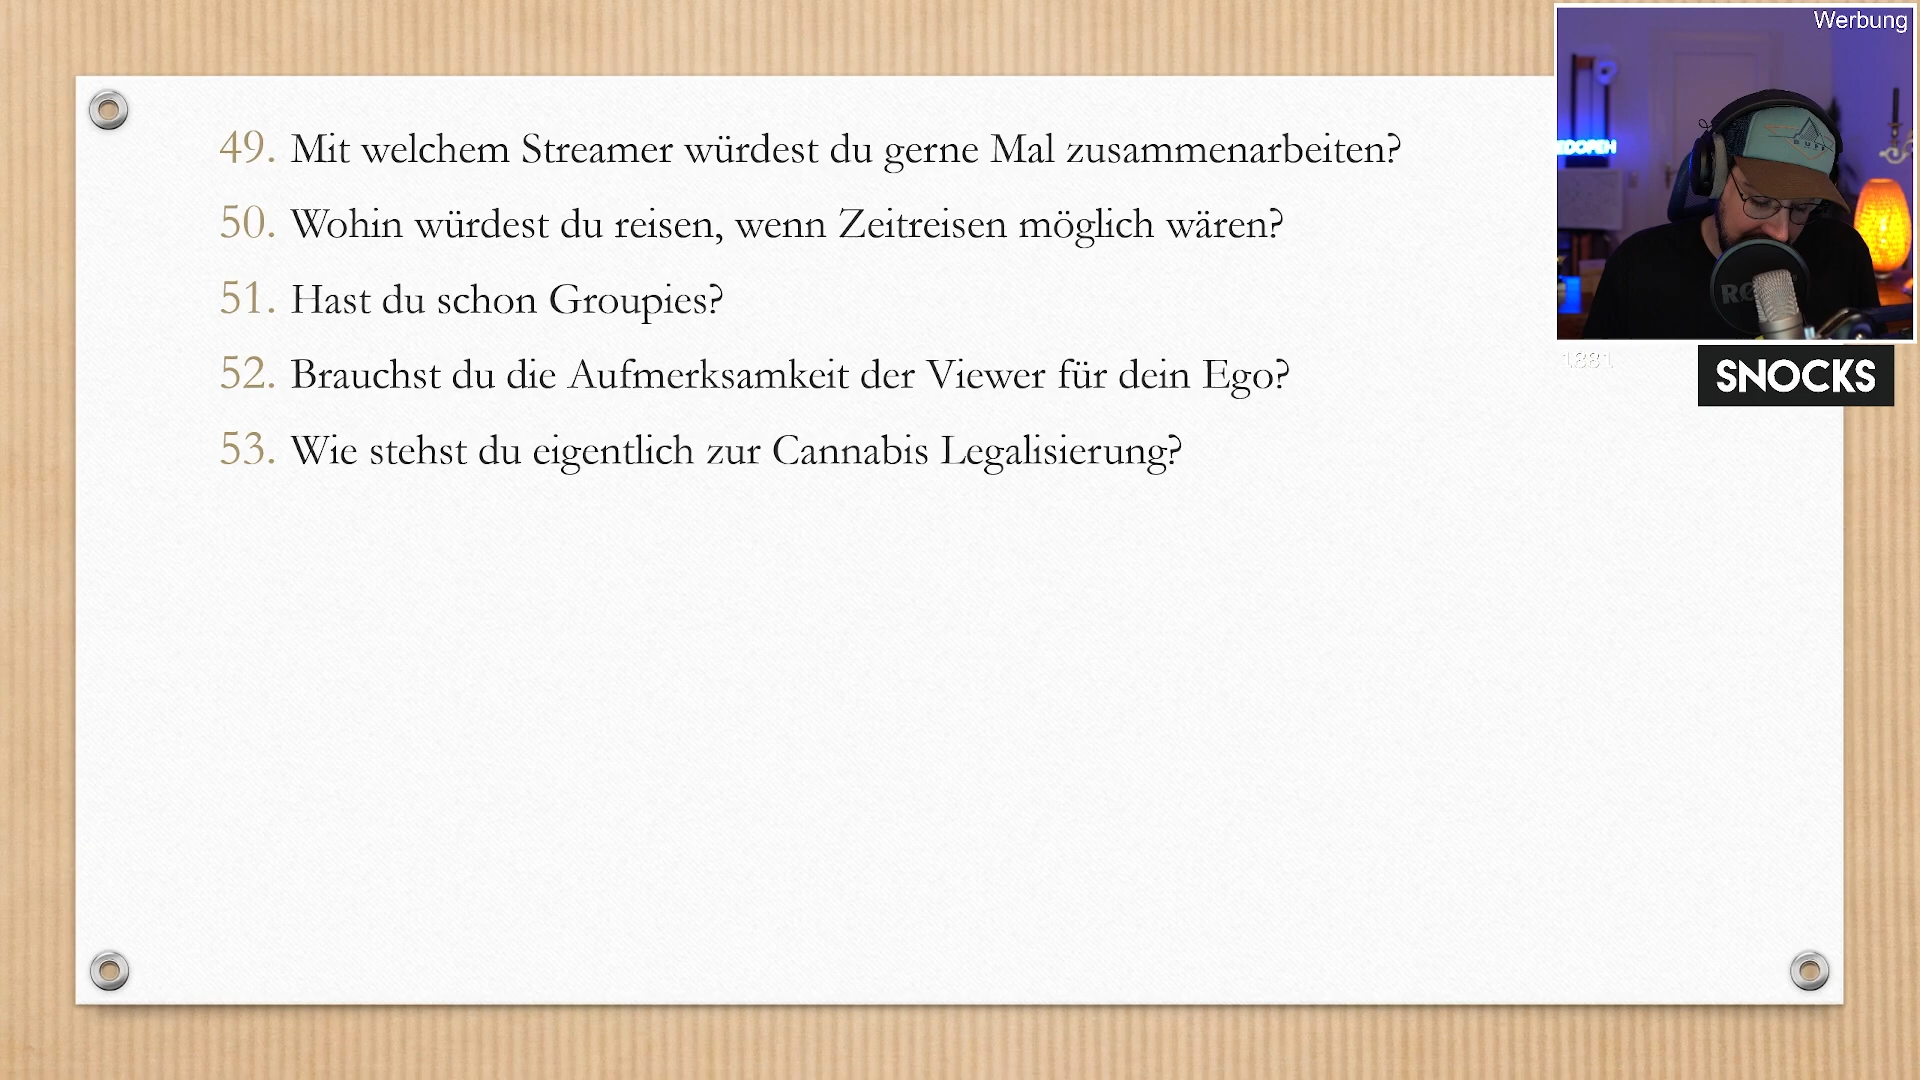 Werbung
49. Mit welchem Streamer würdest du gerne Mal zusammenarbeiten?
50. Wohin würdest du reisen, wenn Zeitreisen möglich wären?
51. Hast du schon Groupies?
52. Brauchst du die Aufmerksamkeit der Viewer für dein Ego?
53. Wie stehst du eigentlich zur Cannabis Legalisierung?
1881
SNOCKS